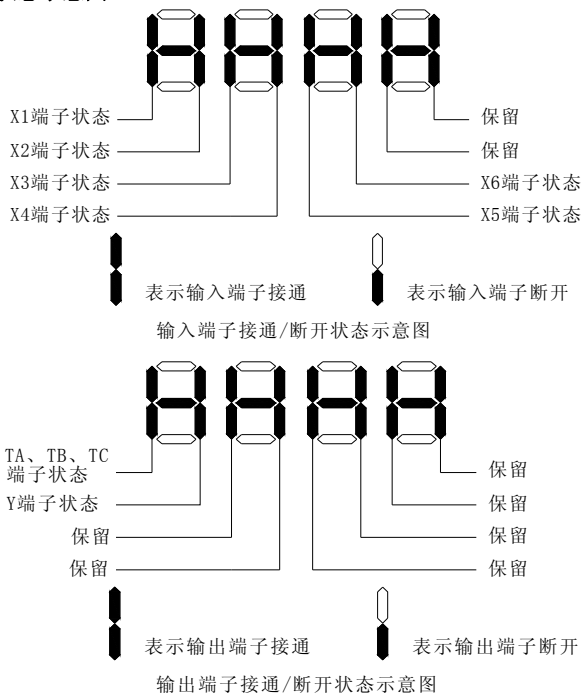 X1端子状态 保留
X2端子状态 保留
X3端子状态 X6端子状态
X4端子状态 X5端子状态
表示输入端子接通 表示输入端子断开
输入端子接通/断开状态示意图
TA、TB、TC
端子状态 保留
Y端子状态 保留
保留 保留
保留 保留
表示输出端子接通 表示输出端子断开
输出端子接通/断开状态示意图